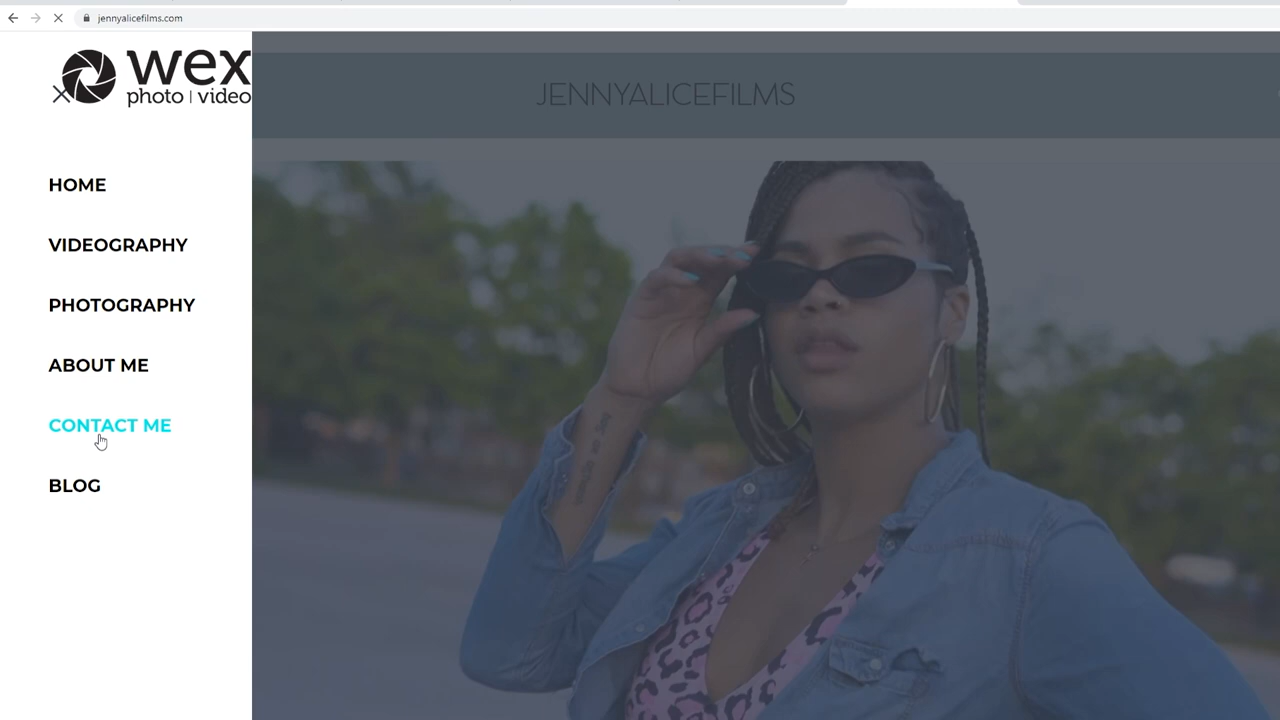 jennyalicefilms.com
wex
photo | video
JENNYALICEFILMS
HOME
VIDEOGRAPHY
PHOTOGRAPHY
ABOUT ME
CONTACT ME
BLOG